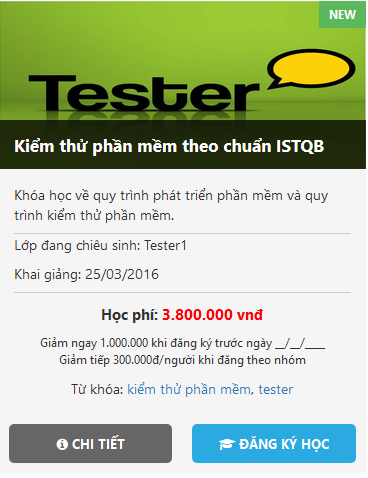 NEW
Tester
Kiểm thử phần mềm theo chuẩn ISTQB
Khóa học về quy trình phát triển phần mềm và quy
trình kiểm thử phần mềm.
Lớp đang chiêu sinh: Tester1
Khai giảng: 25/03/2016
Học phí: 3.800.000 vnđ
Giảm ngay 1.000.000 khi đăng ký trước ngày __/__/____
Giảm tiếp 300.000đ/người khi đăng theo nhóm
Từ khóa: kiểm thử phần mềm, tester
CHI TIẾT
ĐĂNG KÝ HỌC